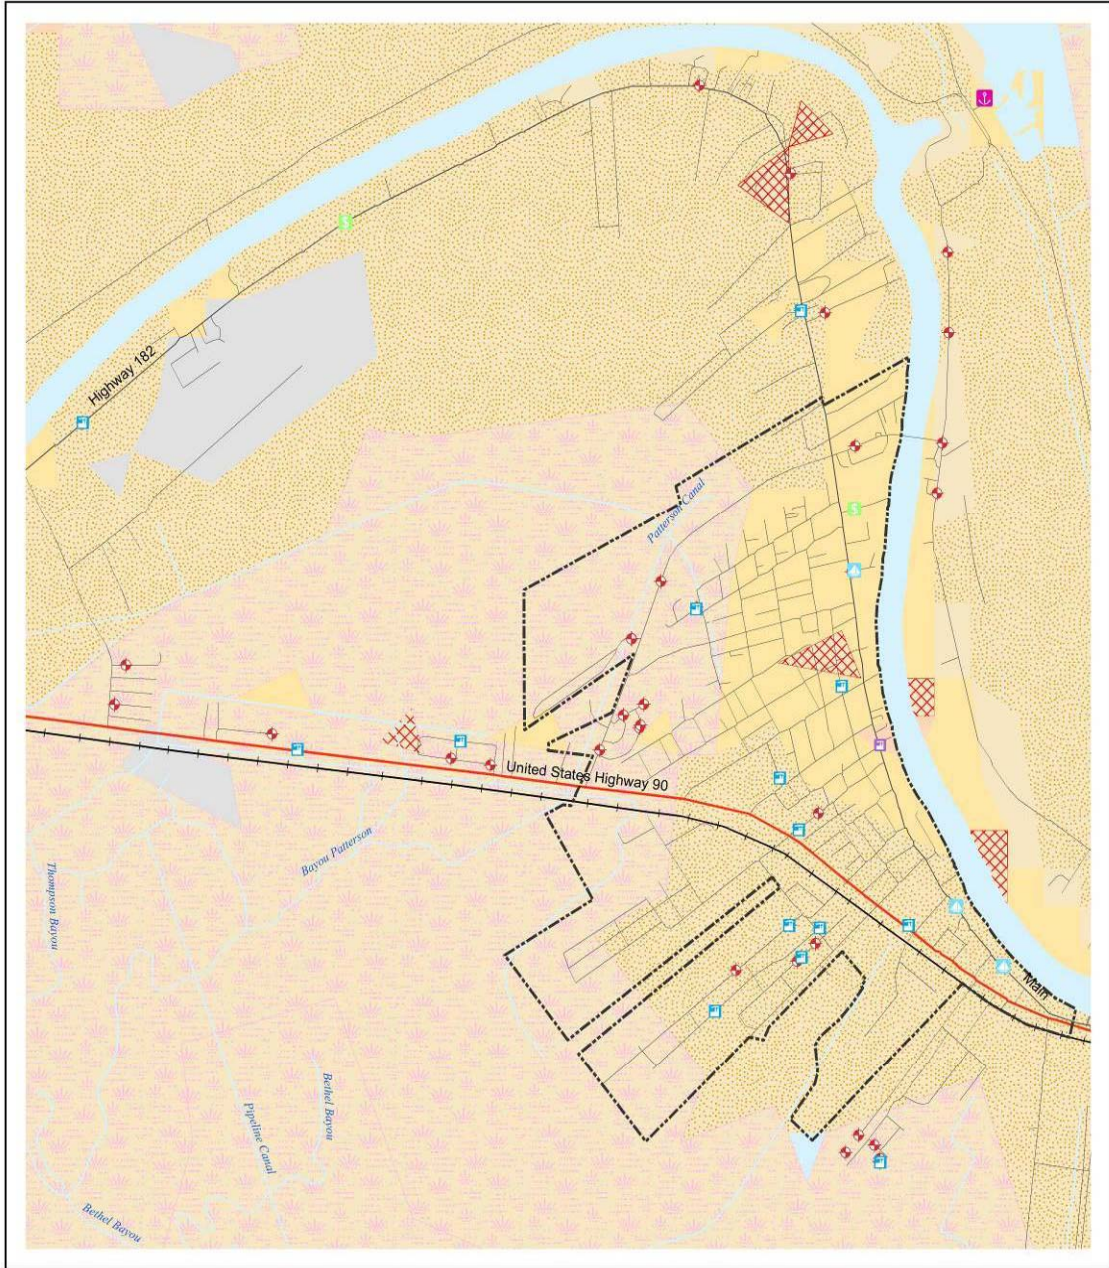 Highway 182
Patterson Canal
United States Highway 90
Bayou Patterson
Thompson Bayou
Main
Bethel Bayou
Pipeline Canal
Bethel Bayou